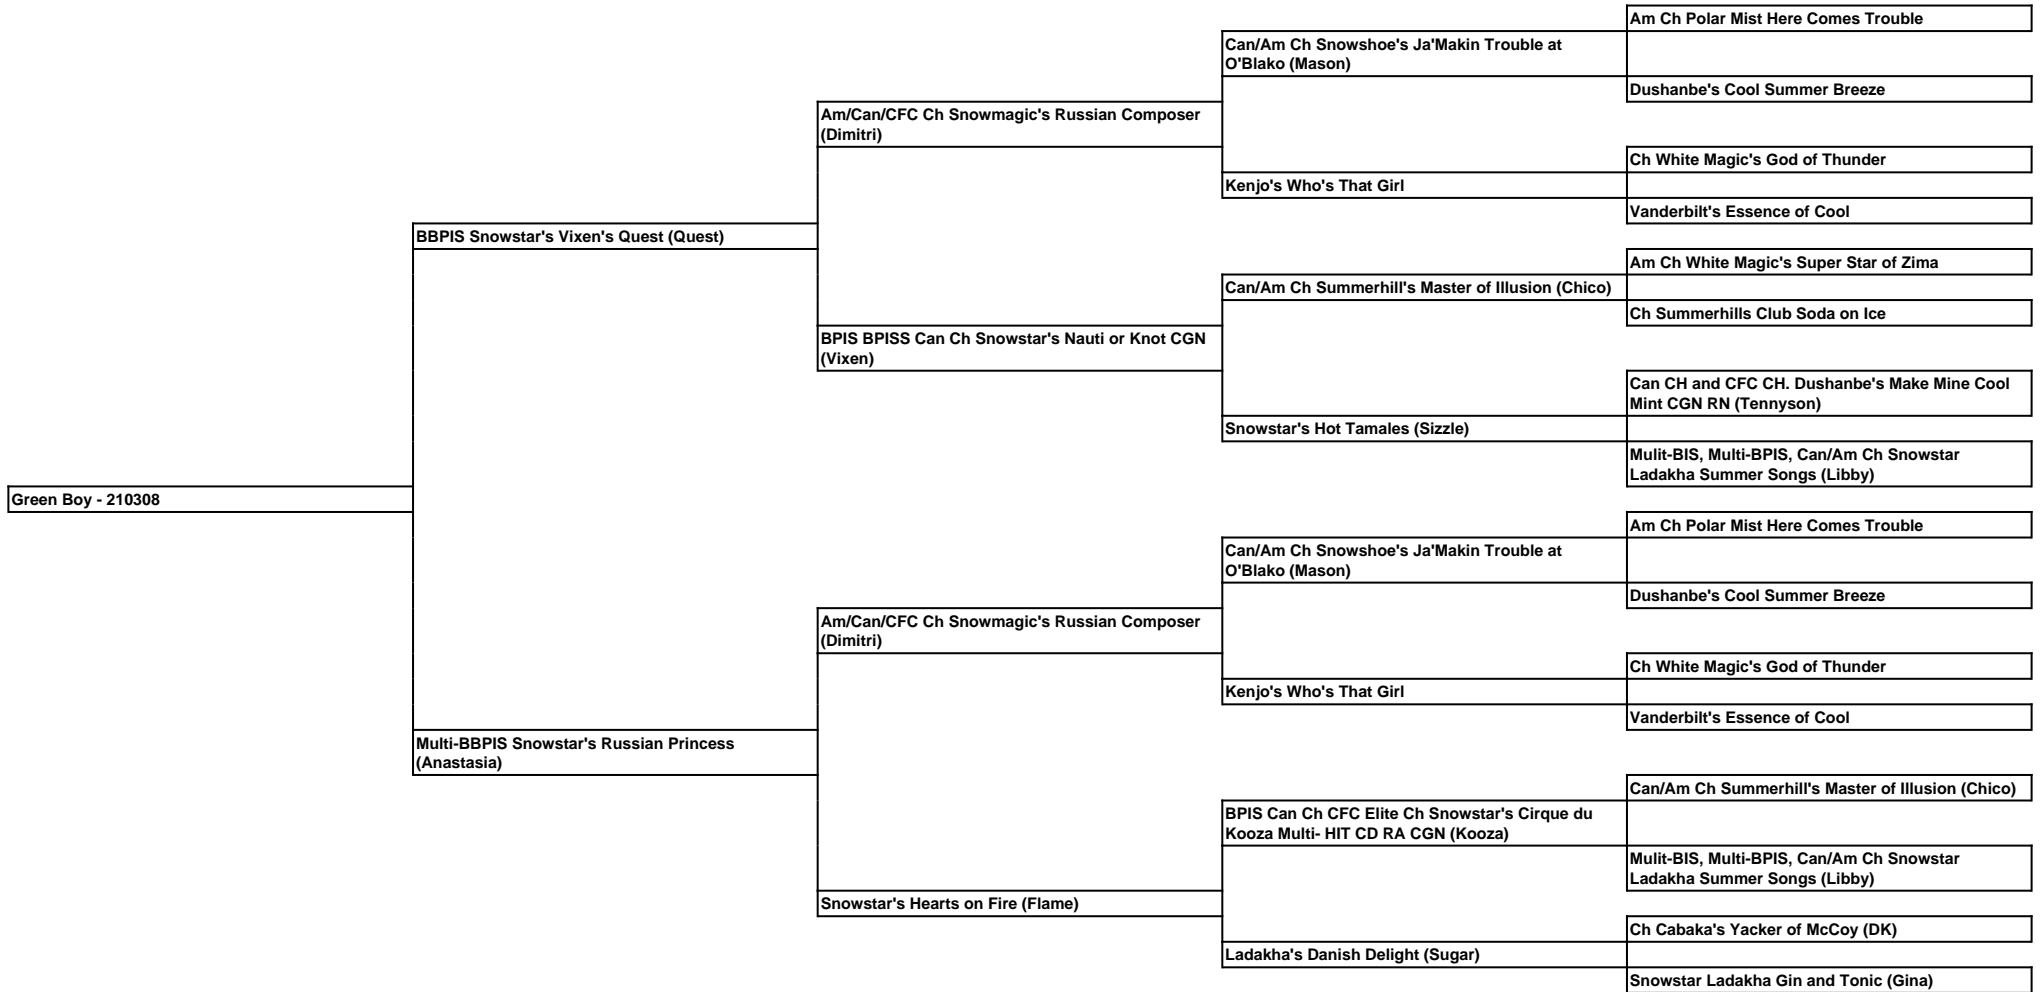 Am Ch Polar Mist Here Comes Trouble
Can/Am Ch Snowshoe's Ja'Makin Trouble at
O'Blako (Mason)
Dushanbe's Cool Summer Breeze
Am/Can/CFC Ch Snowmagic's Russian Composer
(Dimitri)
Ch White Magic's God of Thunder
Kenjo's Who's That Girl
Vanderbilt's Essence of Cool
BBPIS Snowstar's Vixen's Quest (Quest)
Am Ch White Magic's Super Star of Zima
Can/Am Ch Summerhill's Master of Illusion (Chico)
Ch Summerhills Club Soda on Ice
BPIS BPISS Can Ch Snowstar's Nauti or Knot CGN
(Vixen)
Can CH and CFC CH. Dushanbe's Make Mine Cool
Mint CGN RN (Tennyson)
Snowstar's Hot Tamales (Sizzle)
Mulit-BIS, Multi-BPIS, Can/Am Ch Snowstar
Ladakha Summer Songs (Libby)
Green Boy - 210308
Am Ch Polar Mist Here Comes Trouble
Can/Am Ch Snowshoe's Ja'Makin Trouble at
O'Blako (Mason)
Dushanbe's Cool Summer Breeze
Am/Can/CFC Ch Snowmagic's Russian Composer
(Dimitri)
Ch White Magic's God of Thunder
Kenjo's Who's That Girl
Vanderbilt's Essence of Cool
Multi-BBPIS Snowstar's Russian Princess
(Anastasia)
Can/Am Ch Summerhill's Master of Illusion (Chico)
BPIS Can Ch CFC Elite Ch Snowstar's Cirque du
Kooza Multi- HIT CD RA CGN (Kooza)
Mulit-BIS, Multi-BPIS, Can/Am Ch Snowstar
Ladakha Summer Songs (Libby)
Snowstar's Hearts on Fire (Flame)
Ch Cabaka's Yacker of McCoy (DK)
Ladakha's Danish Delight (Sugar)
Snowstar Ladakha Gin and Tonic (Gina)